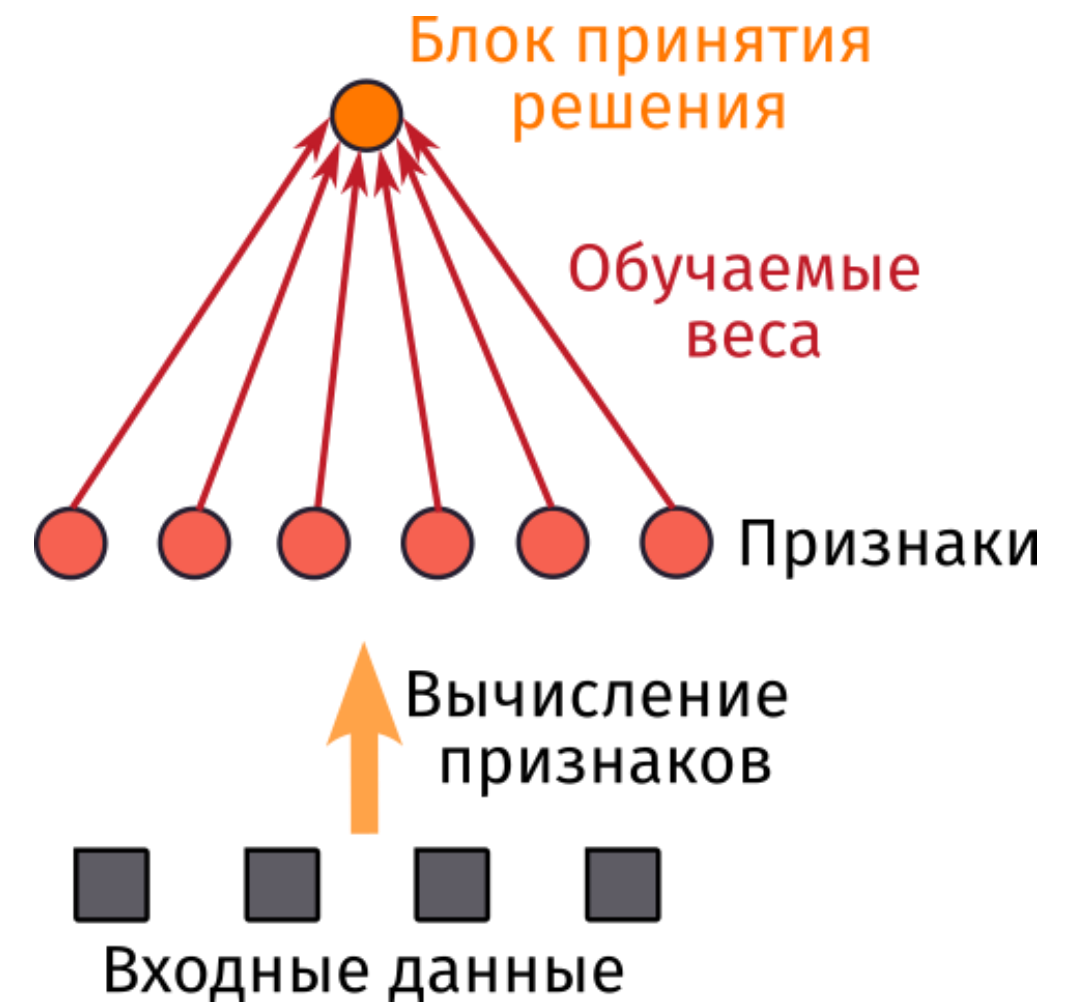 Блок принятия
решения
Обучаемые
веса
Признаки
Вычисление
признаков
Входные данные